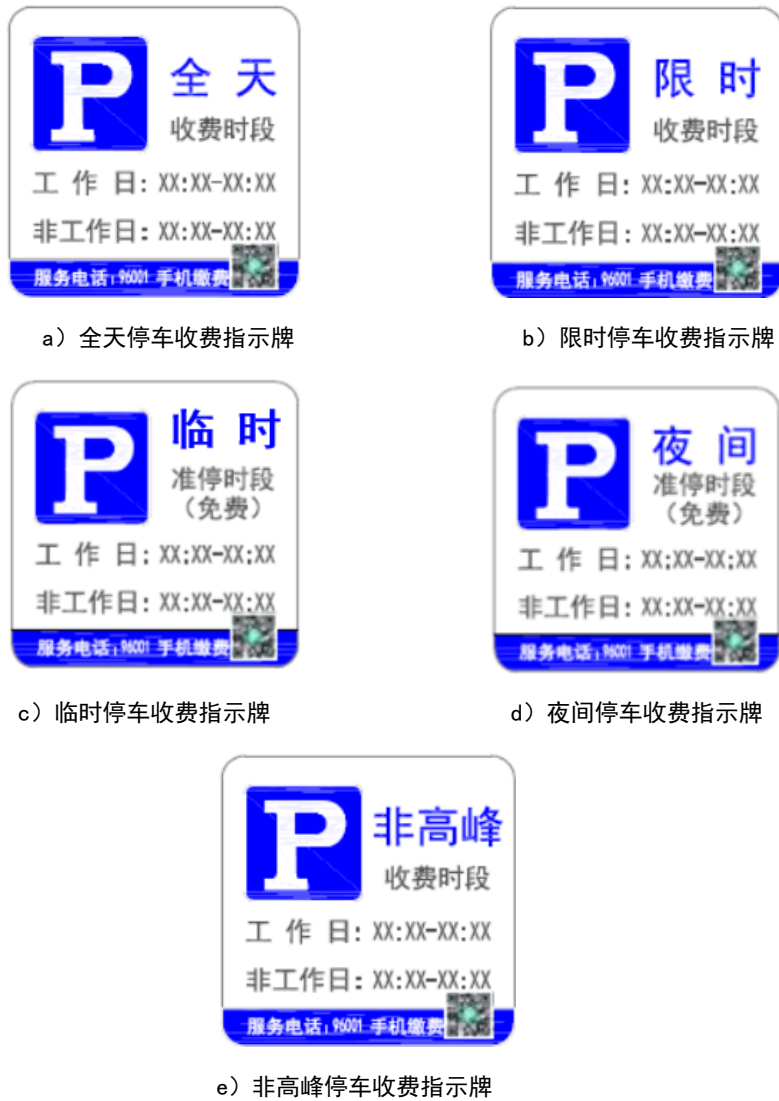 P 全 天
收费时段
工 作 日: XX:XX-XX:XX
非工作日: XX:XX-XX:XX
服务电话:96001 手机缴费
a）全天停车收费指示牌
P 限 时
收费时段
工 作 日: XX:XX-XX:XX
非工作日: XX:XX-XX:XX
服务电话:96001 手机缴费
b）限时停车收费指示牌
P 临 时
准停时段
（免费）
工 作 日: XX:XX-XX:XX
非工作日: XX:XX-XX:XX
服务电话:96001 手机缴费
c）临时停车收费指示牌
P 夜 间
准停时段
（免费）
工 作 日: XX:XX-XX:XX
非工作日: XX:XX-XX:XX
服务电话:96001 手机缴费
d）夜间停车收费指示牌
P 非高峰
收费时段
工 作 日: XX:XX-XX:XX
非工作日: XX:XX-XX:XX
服务电话:96001 手机缴费
e）非高峰停车收费指示牌